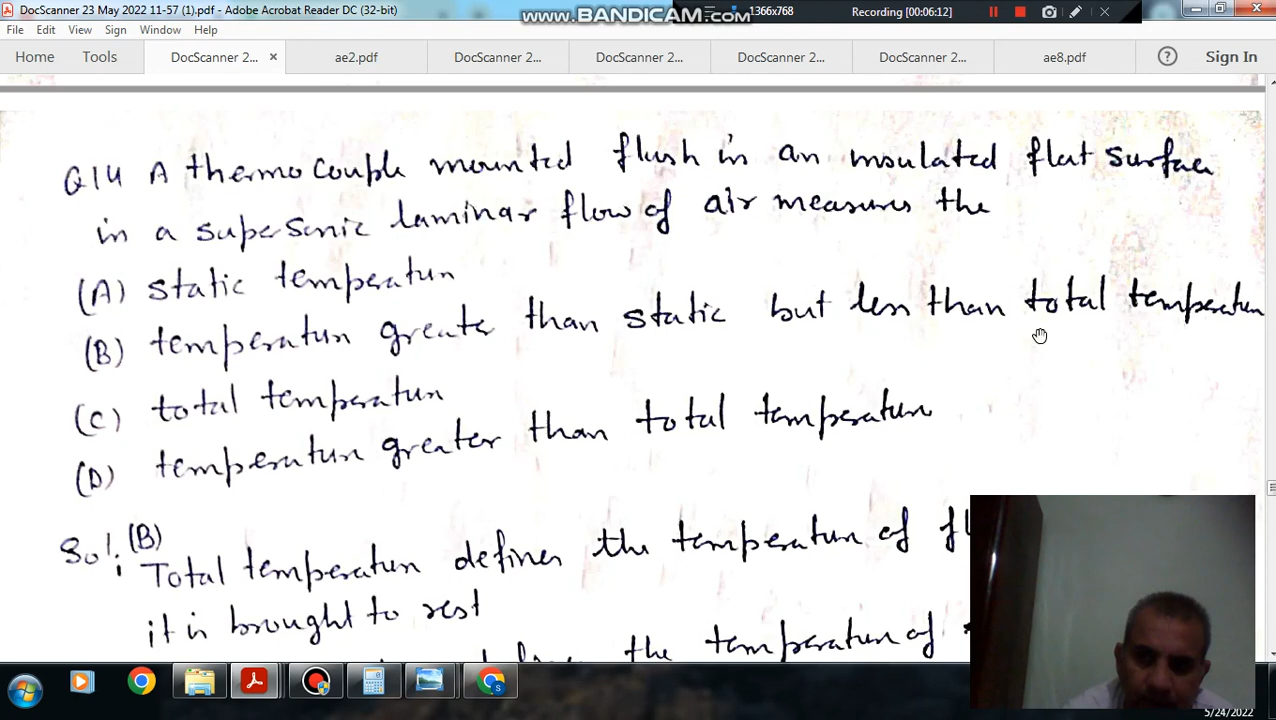 DocScanner 23 May 2022 11-57 (1).pdf - Adobe Acrobat Reader DC (32-bit)
www.BANDICAM.com
1366x768
Recording [00:06:12]
File Edit View Sign Window Help
Home Tools DocScanner 2... × ae2.pdf DocScanner 2... DocScanner 2... DocScanner 2... DocScanner 2... ae8.pdf ? Sign In
Q14 A thermocouple mounted flush in an insulated flat surface
in a supersonic laminar flow of air measures the
(A) static temperature
(B) temperature greater than static but less than total temperature
(C) total temperature
(D) temperature greater than total temperature
Sol: (B)
Total temperature defines the temperature of
it is brought to rest
the temperature of
5/24/2022